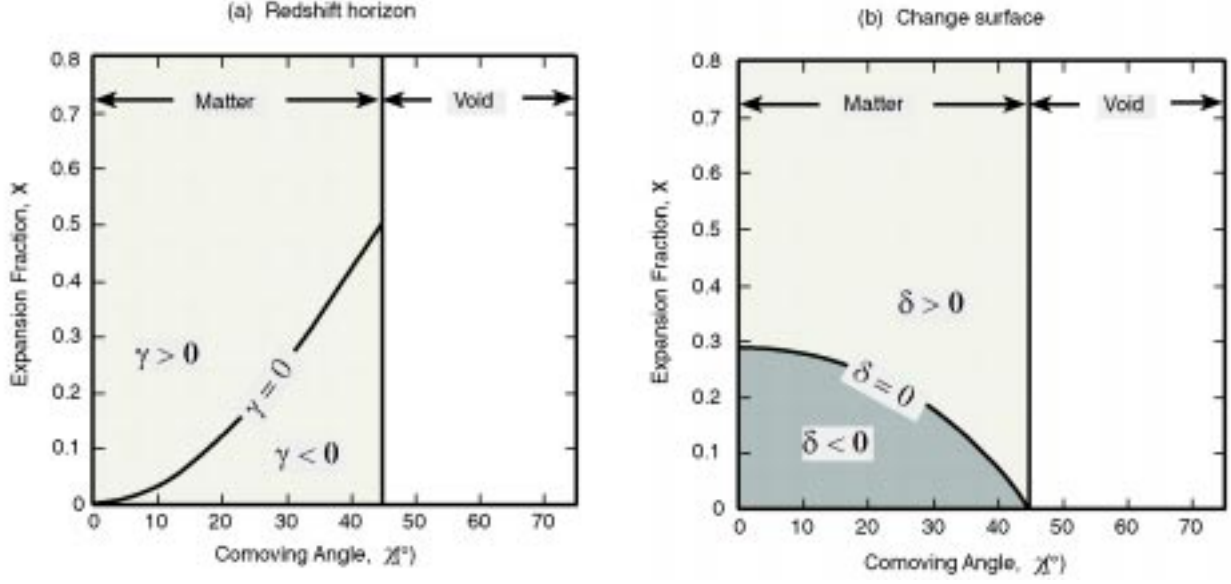 (a) Redshift horizon
0.8
0.7
0.6
0.5
0.4
0.3
0.2
0.1
0
Expansion Fraction, X
Matter
Void
γ > 0
γ = 0
γ < 0
0 10 20 30 40 50 60 70
Comoving Angle, χ(°)
(b) Change surface
0.8
0.7
0.6
0.5
0.4
0.3
0.2
0.1
0
Expansion Fraction, X
Matter
Void
δ > 0
δ = 0
δ < 0
0 10 20 30 40 50 60 70
Comoving Angle, χ(°)